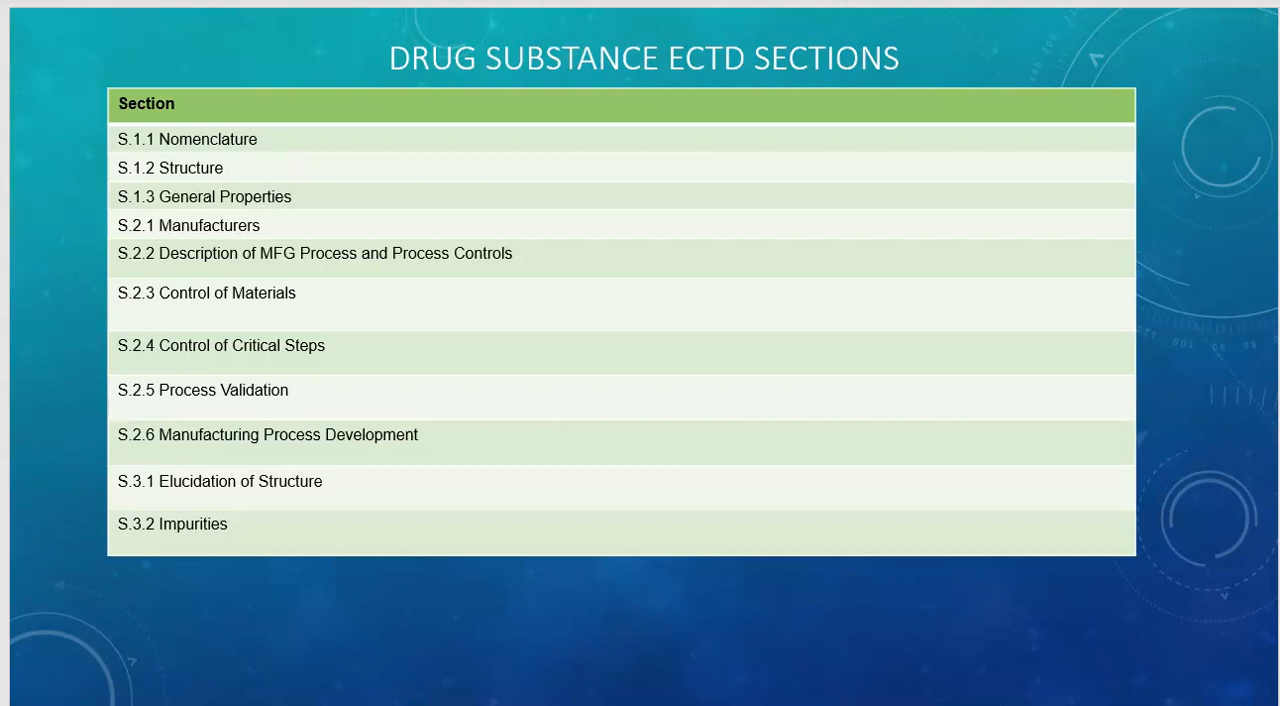 DRUG SUBSTANCE ECTD SECTIONS
Section
S.1.1 Nomenclature
S.1.2 Structure
S.1.3 General Properties
S.2.1 Manufacturers
S.2.2 Description of MFG Process and Process Controls
S.2.3 Control of Materials
S.2.4 Control of Critical Steps
S.2.5 Process Validation
S.2.6 Manufacturing Process Development
S.3.1 Elucidation of Structure
S.3.2 Impurities